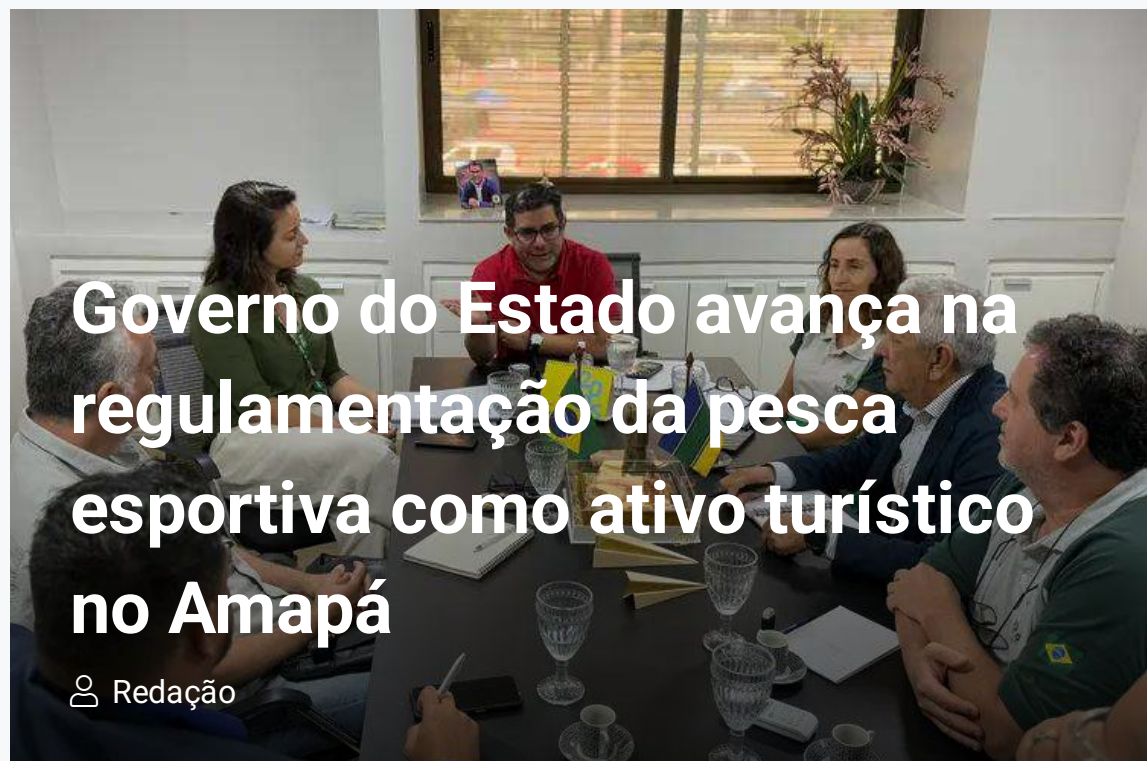 Governo do Estado avança na
regulamentação da pesca
esportiva como ativo turístico
no Amapá
Redação